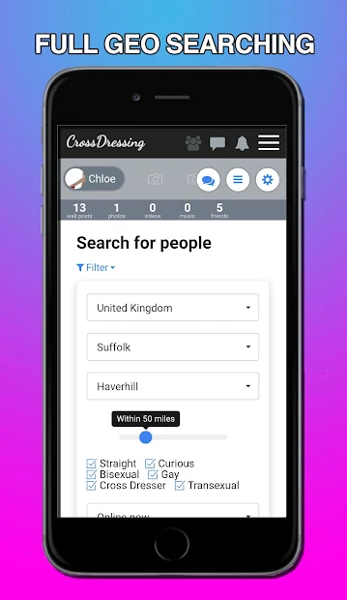 FULL GEO SEARCHING
CrossDressing
Chloe
13 1 0 0 5
wall posts photos videos music friends
Search for people
Filter
United Kingdom
Suffolk
Haverhill
Within 50 miles
Straight Curious
Bisexual Gay
Cross Dresser Transexual
Online now